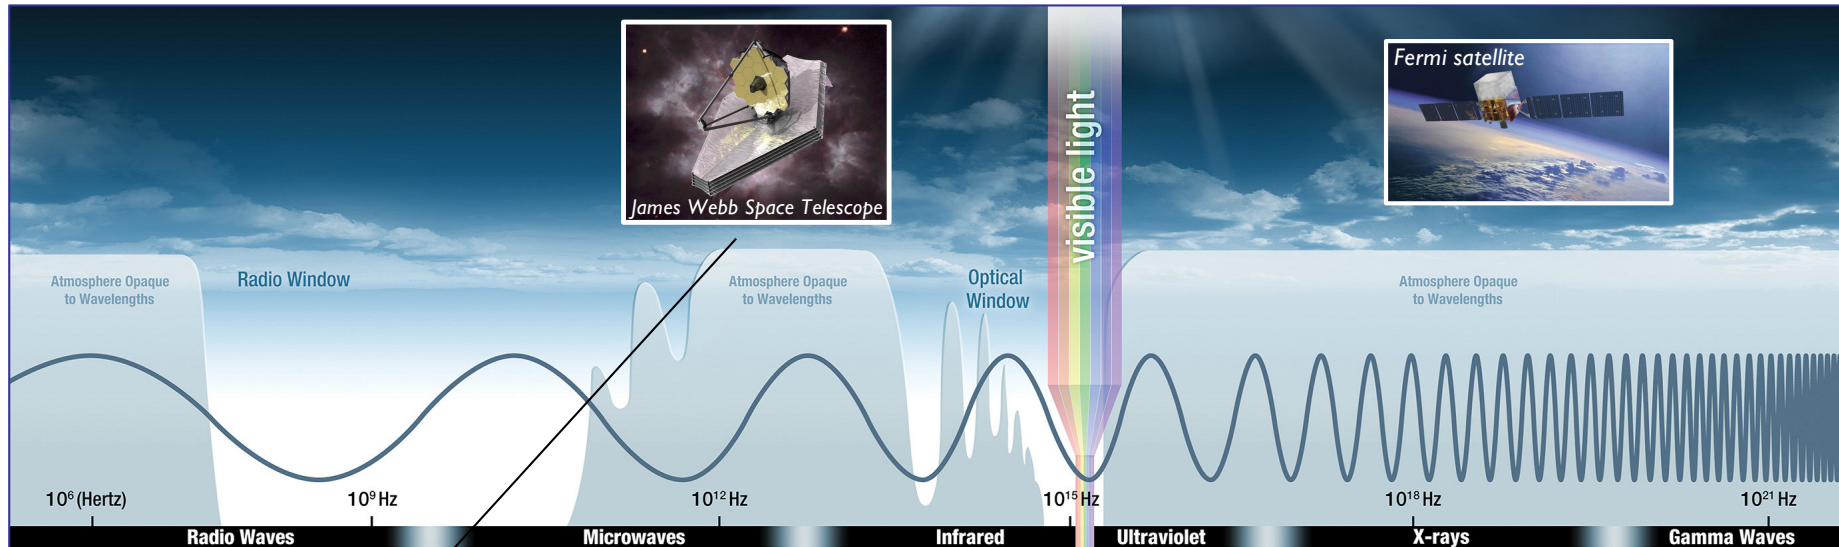 Fermi satellite
James Webb Space Telescope
visible light
Atmosphere Opaque
to Wavelengths
Radio Window
Atmosphere Opaque
to Wavelengths
Optical
Window
Atmosphere Opaque
to Wavelengths
10⁶ (Hertz)
10⁹ Hz
10¹² Hz
10¹⁵ Hz
10¹⁸ Hz
10²¹ Hz
Radio Waves
Microwaves
Infrared
Ultraviolet
X-rays
Gamma Waves